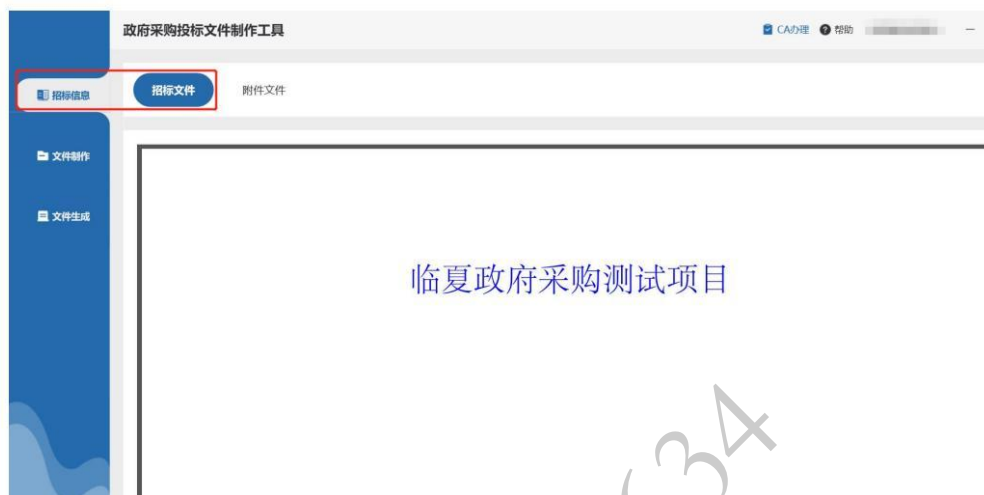 政府采购投标文件制作工具
CA办理 帮助
招标信息
招标文件 附件文件
文件制作
文件生成
临夏政府采购测试项目
34